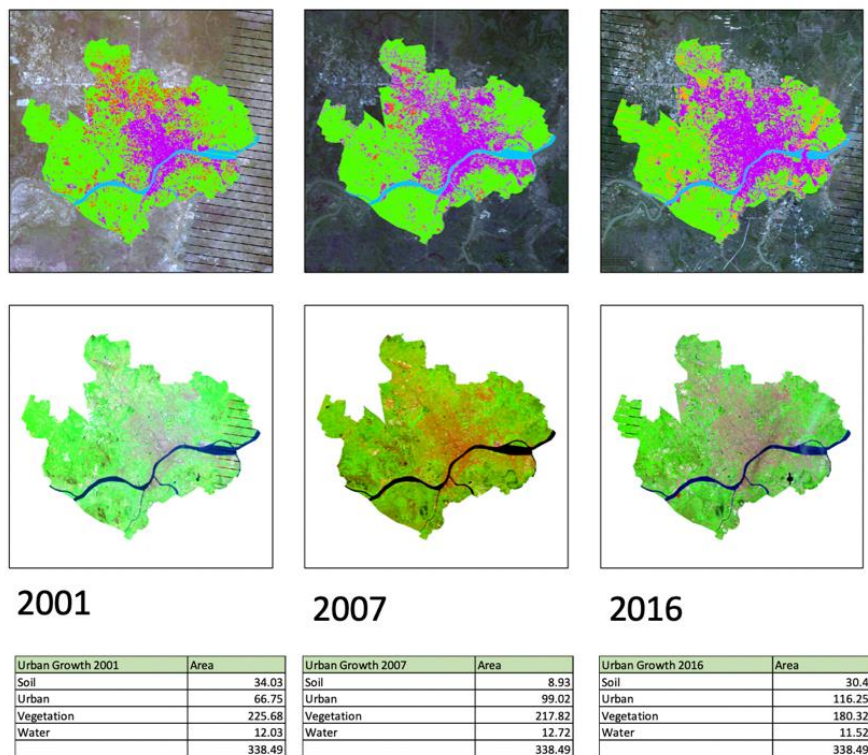 2001
2007
2016
Urban Growth 2001 Area
Soil 34.03
Urban 66.75
Vegetation 225.68
Water 12.03
338.49
Urban Growth 2007 Area
Soil 8.93
Urban 99.02
Vegetation 217.82
Water 12.72
338.49
Urban Growth 2016 Area
Soil 30.4
Urban 116.25
Vegetation 180.32
Water 11.52
338.49